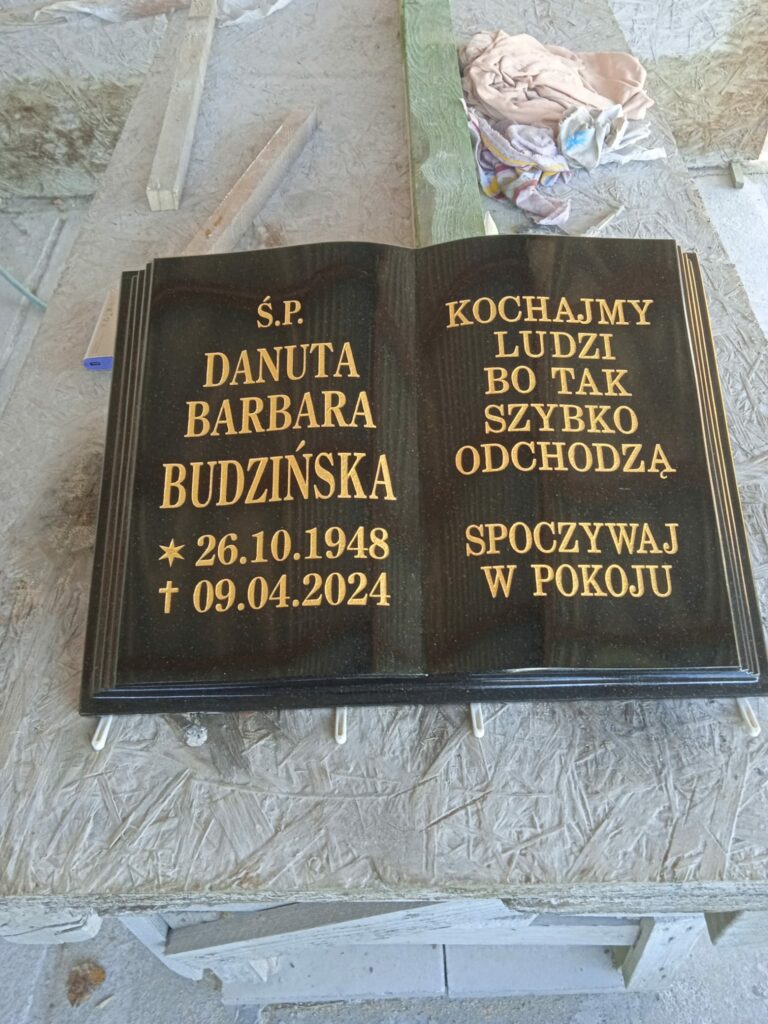 Ś.P.
DANUTA
BARBARA
BUDZIŃSKA
✶ 26.10.1948
† 09.04.2024
KOCHAJMY
LUDZI
BO TAK
SZYBKO
ODCHODZĄ
SPOCZYWAJ
W POKOJU